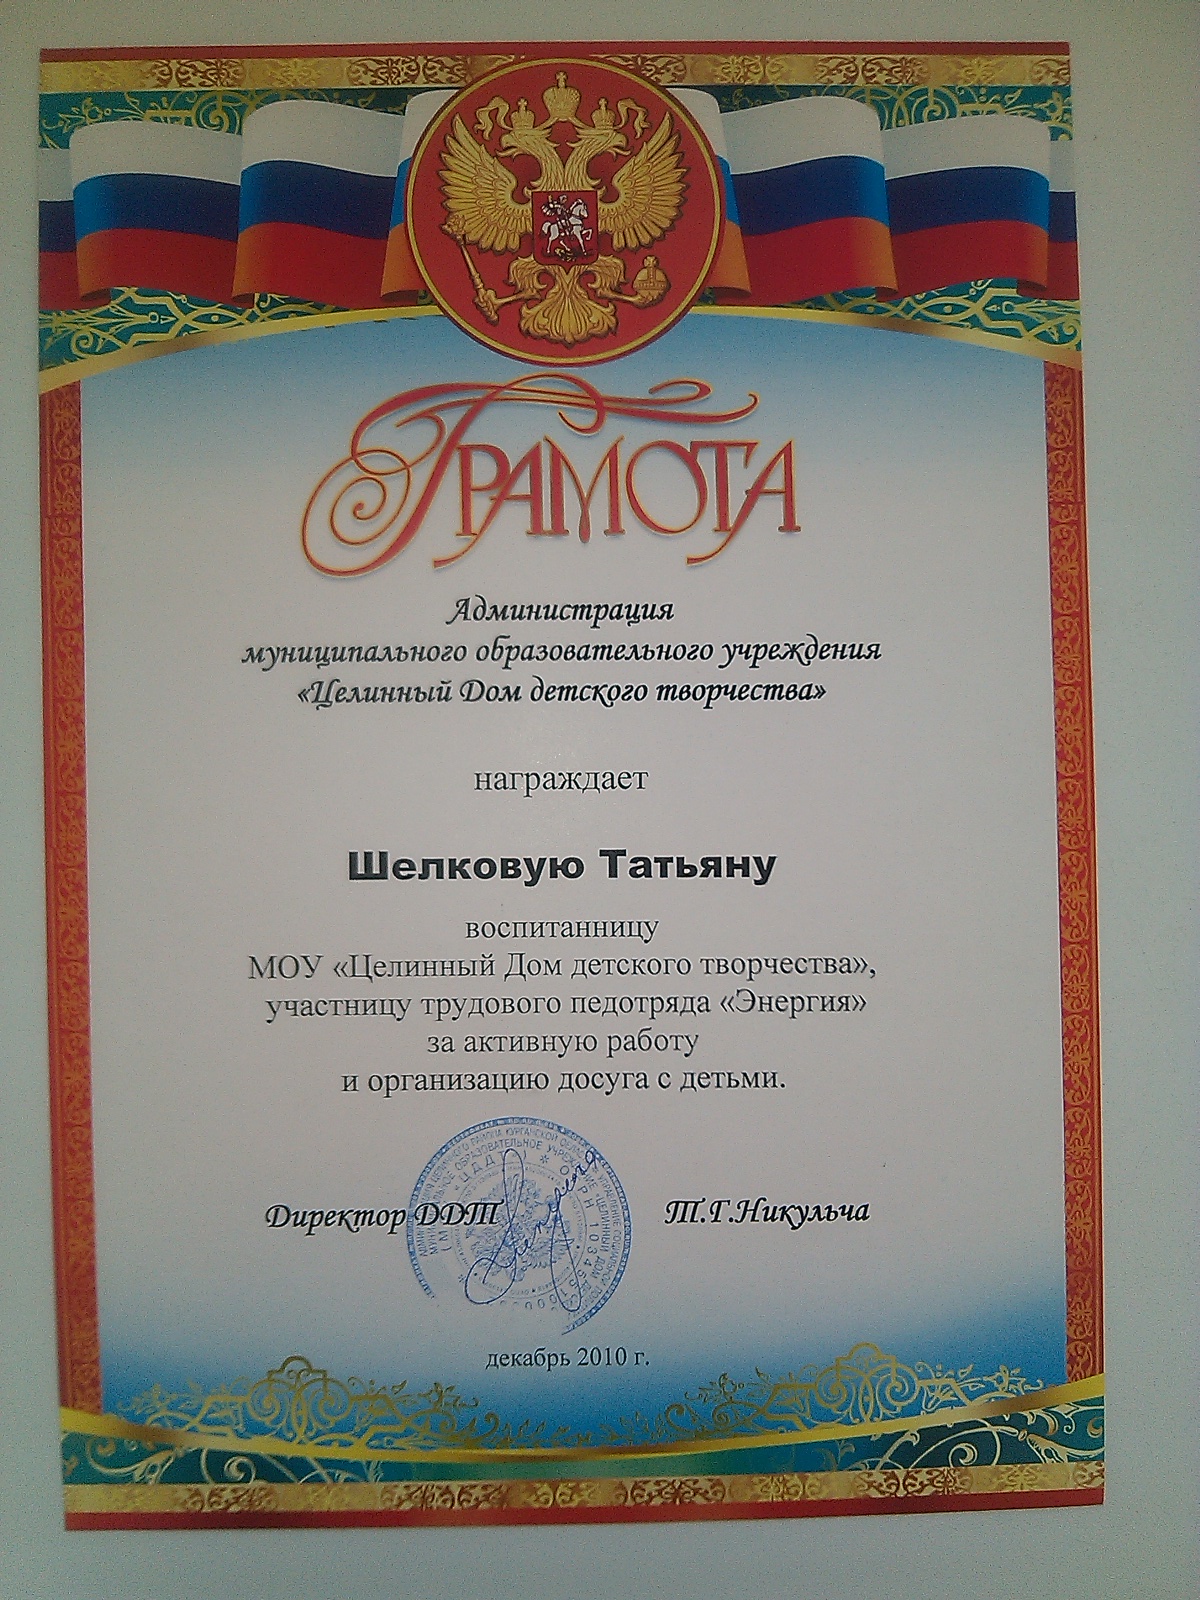 Грамота
Администрация
муниципального образовательного учреждения
«Целинный Дом детского творчества»
награждает
Шелковую Татьяну
воспитанницу
МОУ «Целинный Дом детского творчества»,
участницу трудового педотряда «Энергия»
за активную работу
и организацию досуга с детьми.
Директор ДДТ Т.Г.Никульча
декабрь 2010 г.